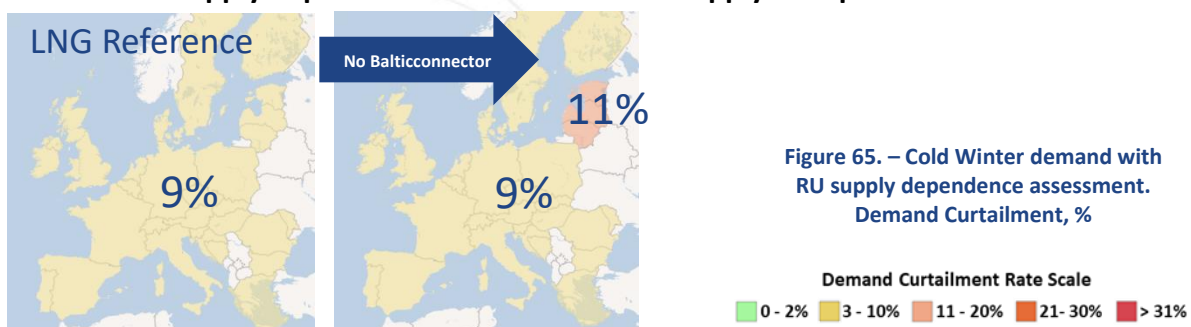 LNG Reference
9%
No Balticconnector
11%
9%
Figure 65. – Cold Winter demand with
RU supply dependence assessment.
Demand Curtailment, %
Demand Curtailment Rate Scale
0 - 2% 3 - 10% 11 - 20% 21- 30% > 31%